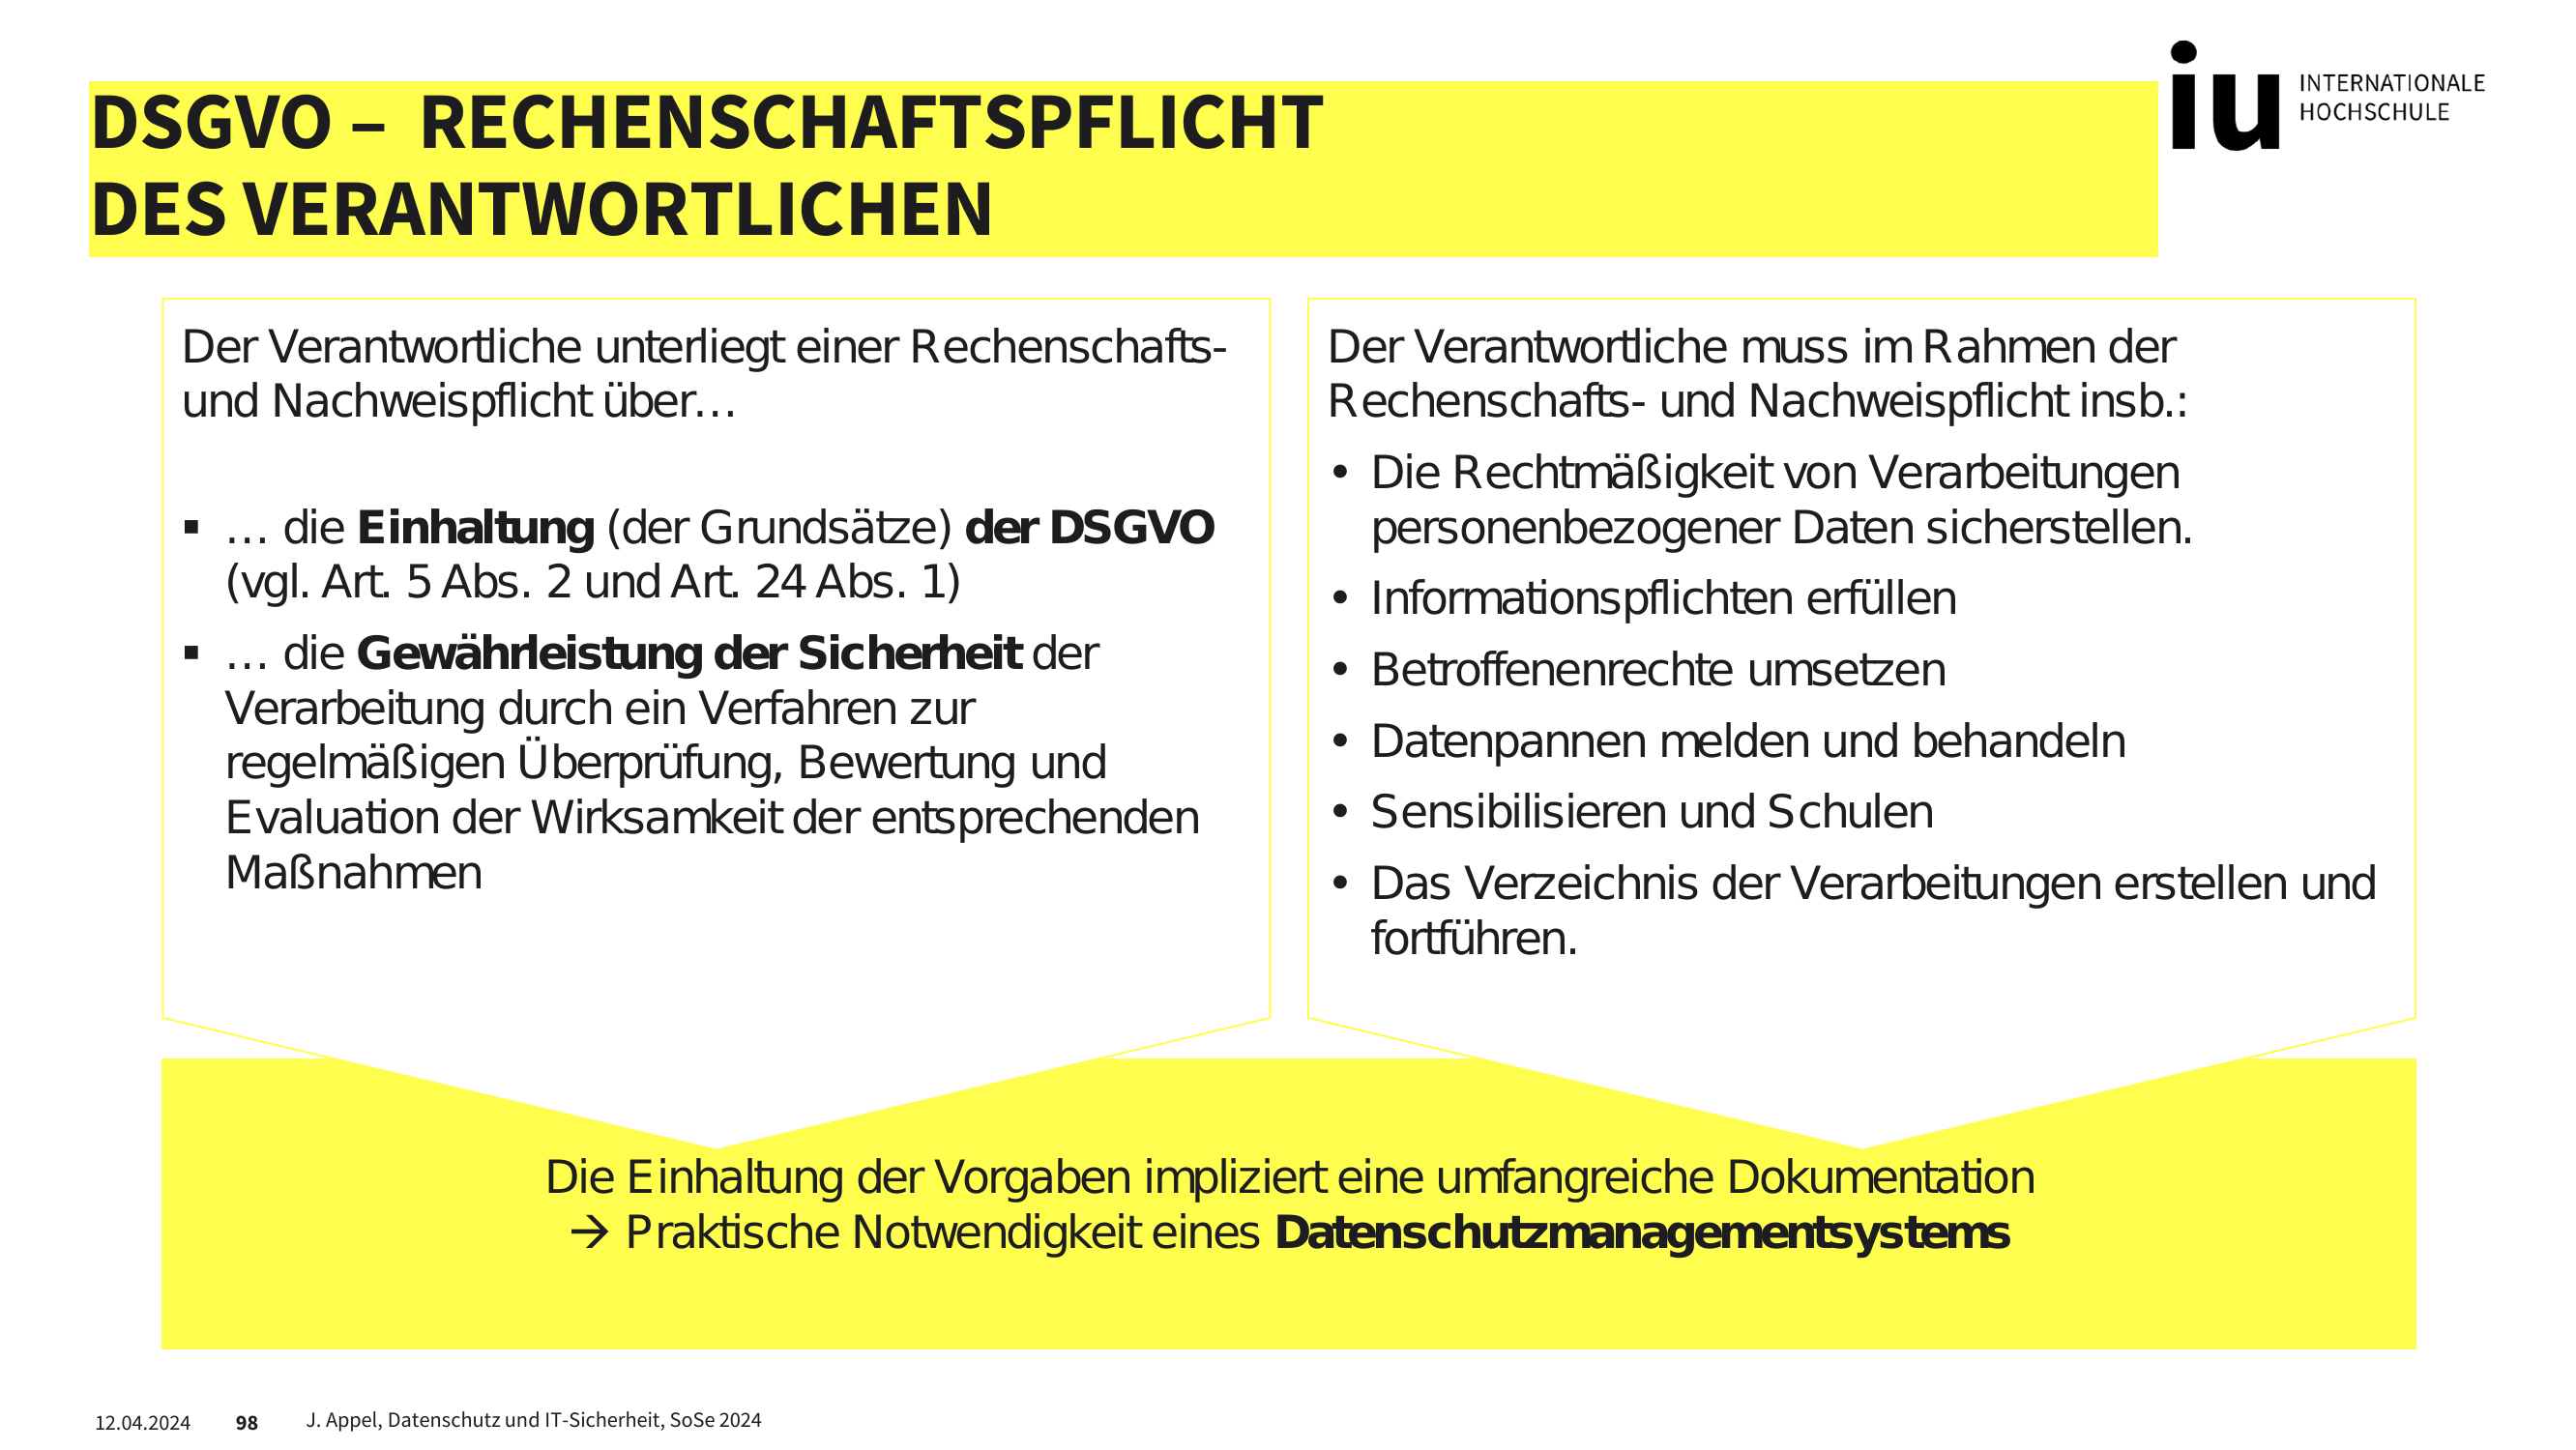 DSGVO – RECHENSCHAFTSPFLICHT
DES VERANTWORTLICHEN
iu INTERNATIONALE
HOCHSCHULE
Der Verantwortliche unterliegt einer Rechenschafts-
und Nachweispflicht über…
▪ … die Einhaltung (der Grundsätze) der DSGVO
(vgl. Art. 5 Abs. 2 und Art. 24 Abs. 1)
▪ … die Gewährleistung der Sicherheit der
Verarbeitung durch ein Verfahren zur
regelmäßigen Überprüfung, Bewertung und
Evaluation der Wirksamkeit der entsprechenden
Maßnahmen
Der Verantwortliche muss im Rahmen der
Rechenschafts- und Nachweispflicht insb.:
• Die Rechtmäßigkeit von Verarbeitungen
personenbezogener Daten sicherstellen.
• Informationspflichten erfüllen
• Betroffenenrechte umsetzen
• Datenpannen melden und behandeln
• Sensibilisieren und Schulen
• Das Verzeichnis der Verarbeitungen erstellen und
fortführen.
Die Einhaltung der Vorgaben impliziert eine umfangreiche Dokumentation
→ Praktische Notwendigkeit eines Datenschutzmanagementsystems
12.04.2024 98 J. Appel, Datenschutz und IT-Sicherheit, SoSe 2024